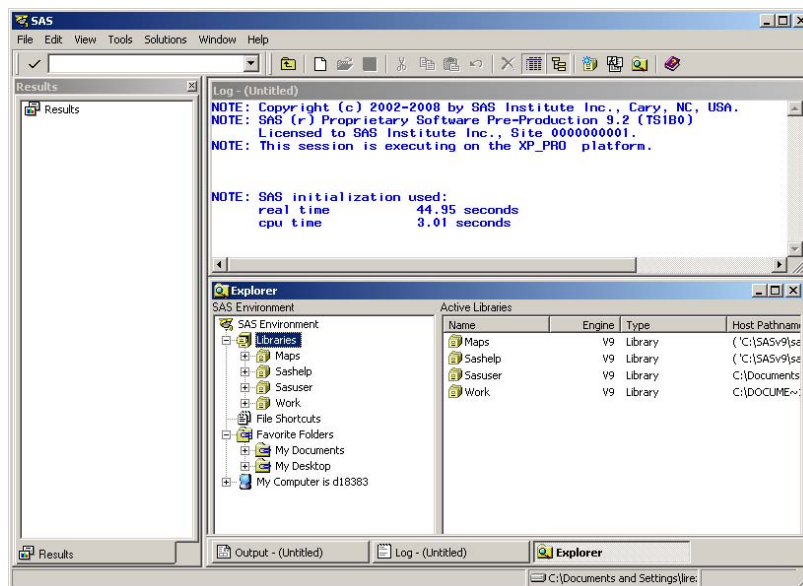 SAS
File Edit View Tools Solutions Window Help
Results
Results
Log - (Untitled)
NOTE: Copyright (c) 2002-2008 by SAS Institute Inc., Cary, NC, USA.
NOTE: SAS (r) Proprietary Software Pre-Production 9.2 (TS1B0)
Licensed to SAS Institute Inc., Site 0000000001.
NOTE: This session is executing on the XP_PRO platform.
NOTE: SAS initialization used:
real time 44.95 seconds
cpu time 3.01 seconds
Explorer
SAS Environment
SAS Environment
Libraries
Maps
Sashelp
Sasuser
Work
File Shortcuts
Favorite Folders
My Documents
My Desktop
My Computer is d18383
Active Libraries
Name Engine Type Host Pathnam
Maps V9 Library ('C:\SASv9\sa
Sashelp V9 Library ('C:\SASv9\sa
Sasuser V9 Library C:\Documents
Work V9 Library C:\DOCUME~
Results
Output - (Untitled) Log - (Untitled) Explorer
C:\Documents and Settings\lire